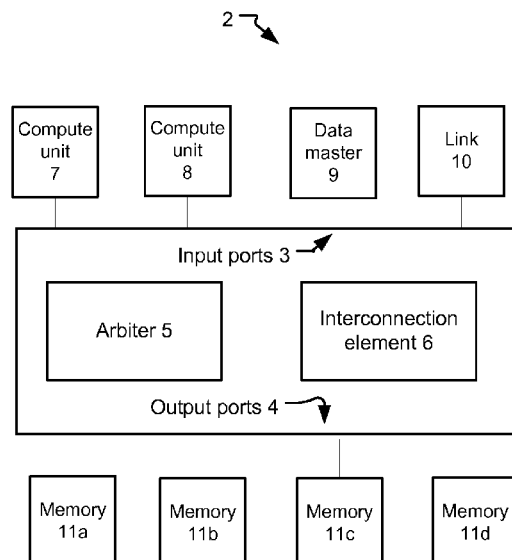 2
Compute
unit
7
Compute
unit
8
Data
master
9
Link
10
Input ports 3
Arbiter 5
Interconnection
element 6
Output ports 4
Memory
11a
Memory
11b
Memory
11c
Memory
11d